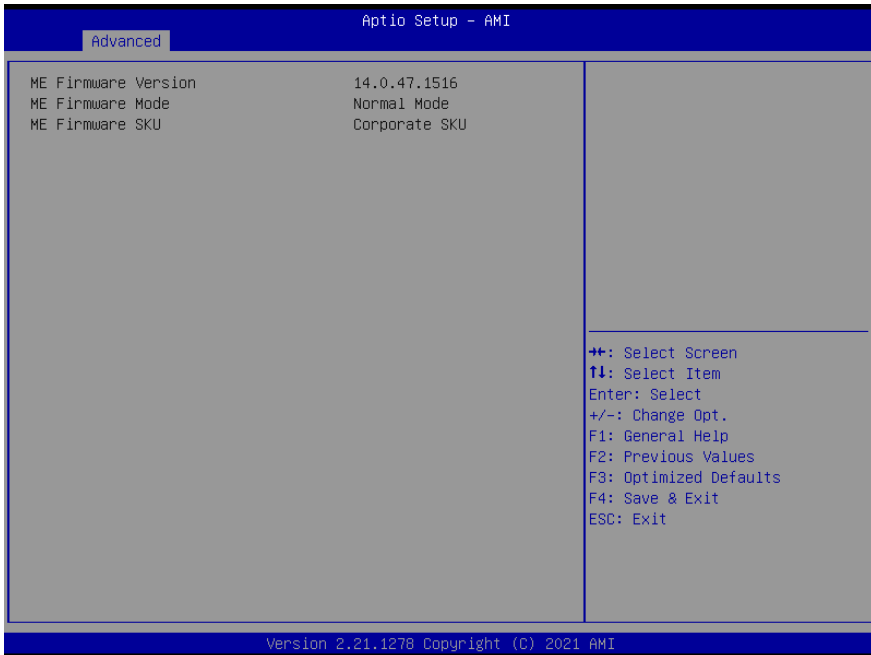 Aptio Setup - AMI
Advanced
ME Firmware Version 14.0.47.1516
ME Firmware Mode Normal Mode
ME Firmware SKU Corporate SKU
→←: Select Screen
↑↓: Select Item
Enter: Select
+/-: Change Opt.
F1: General Help
F2: Previous Values
F3: Optimized Defaults
F4: Save & Exit
ESC: Exit
Version 2.21.1278 Copyright (C) 2021 AMI